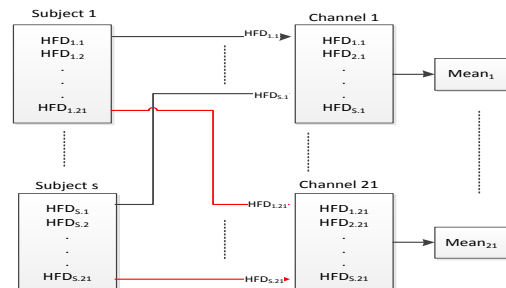 Subject 1
HFD1.1
HFD1.2
.
.
HFD1.21
Subject s
HFDS.1
HFDS.2
.
.
HFDS.21
HFD1.1
HFDS.1
HFD1.21
HFDS.21
Channel 1
HFD1.1
HFD2.1
.
.
HFDS.1
Channel 21
HFD1.21
HFD2.21
.
.
HFDS.21
Mean1
Mean21